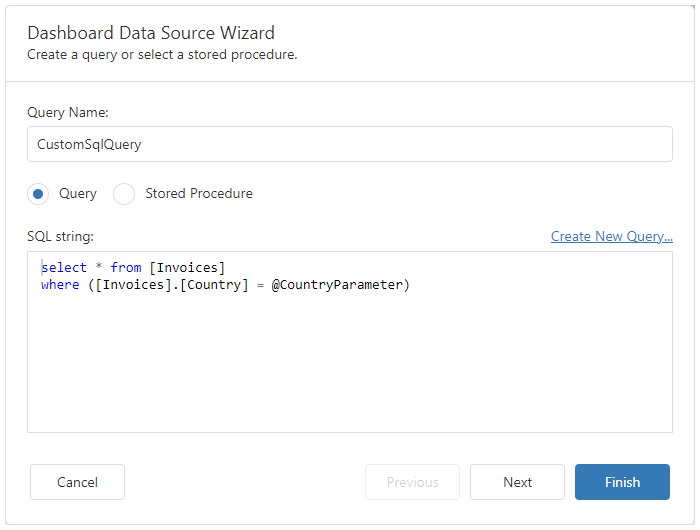 Dashboard Data Source Wizard
Create a query or select a stored procedure.
Query Name:
CustomSqlQuery
Query Stored Procedure
SQL string: Create New Query...
select * from [Invoices]
where ([Invoices].[Country] = @CountryParameter)
Cancel Previous Next Finish